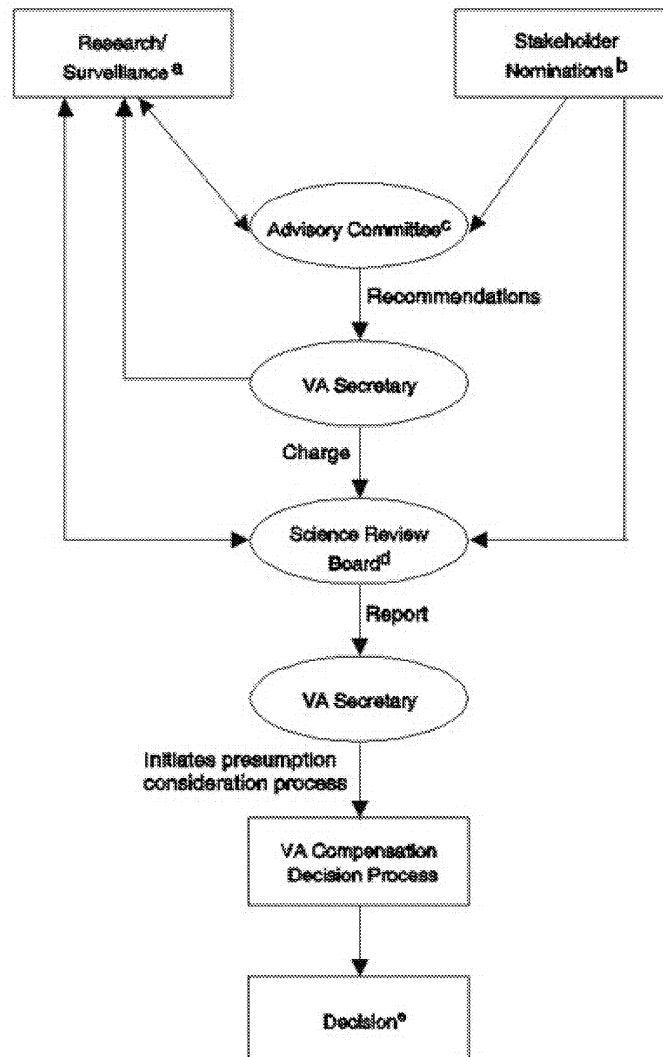 Research/
Surveillance a
Stakeholder
Nominations b
Advisory Committee c
Recommendations
VA Secretary
Charge
Science Review
Board d
Report
VA Secretary
Initiates presumption
consideration process
VA Compensation
Decision Process
Decision e